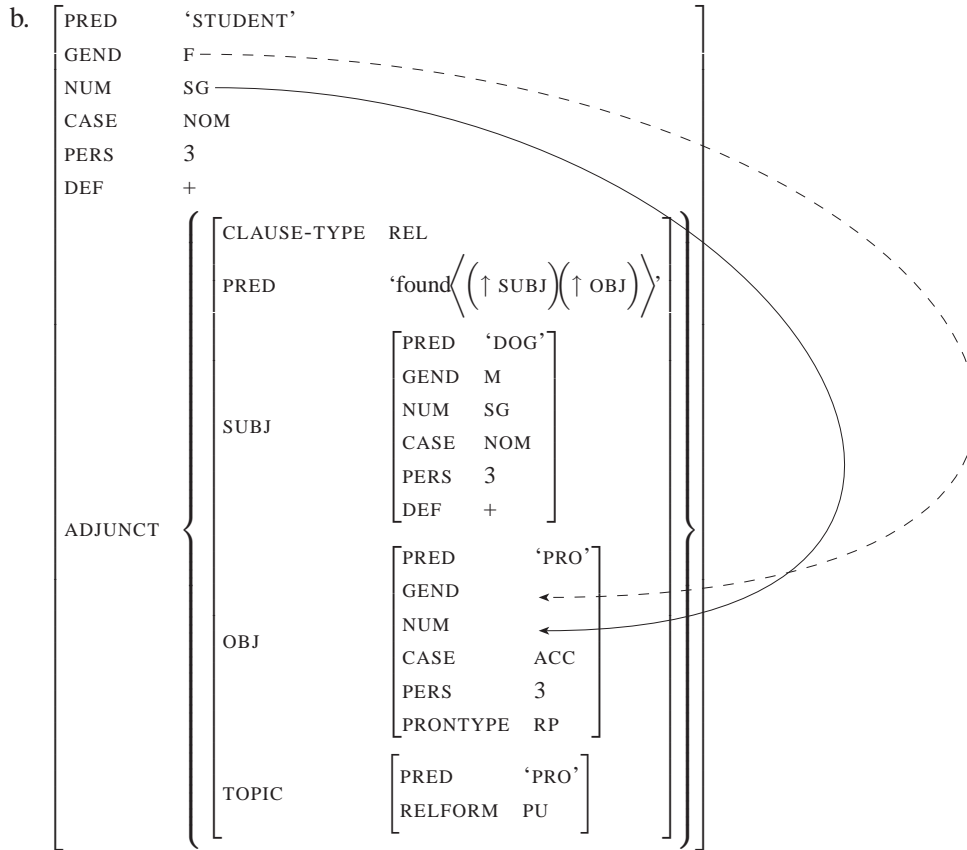 b.
PRED ‘STUDENT’
GEND F
NUM SG
CASE NOM
PERS 3
DEF +
CLAUSE-TYPE REL
PRED ‘found⟨(↑ SUBJ)(↑ OBJ)⟩’
PRED ‘DOG’
GEND M
NUM SG
SUBJ
CASE NOM
PERS 3
DEF +
ADJUNCT
PRED ‘PRO’
GEND
NUM
OBJ
CASE ACC
PERS 3
PRONTYPE RP
PRED ‘PRO’
TOPIC
RELFORM PU